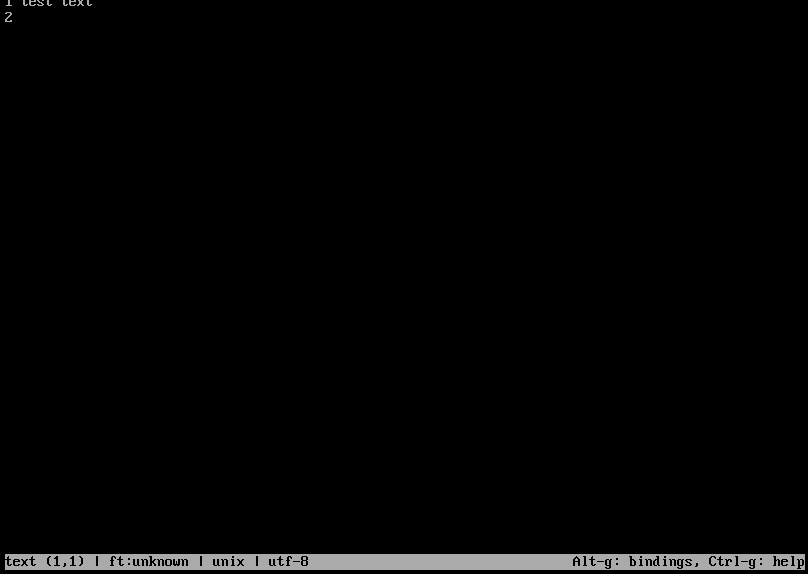 1 test text
2
text (1,1) | ft:unknown | unix | utf-8 Alt-g: bindings, Ctrl-g: help